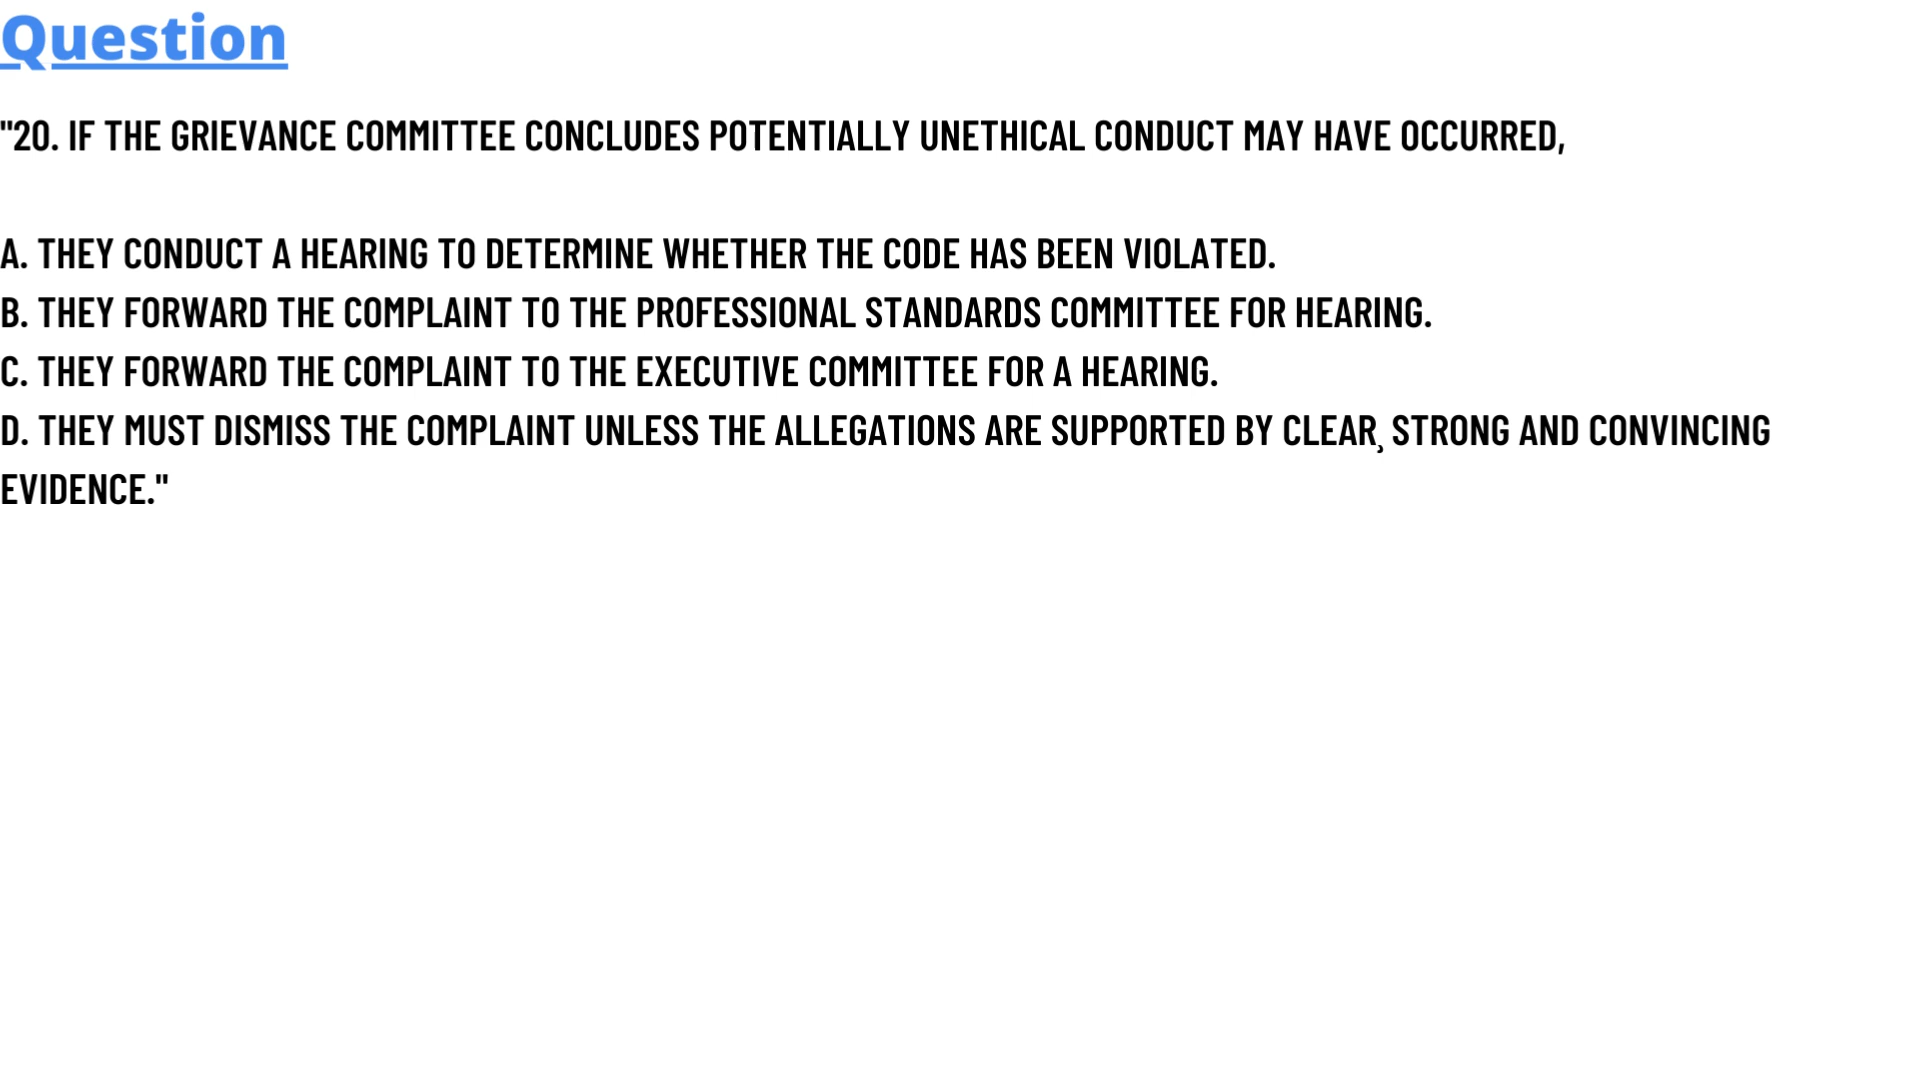 Question
"20. IF THE GRIEVANCE COMMITTEE CONCLUDES POTENTIALLY UNETHICAL CONDUCT MAY HAVE OCCURRED,
A. THEY CONDUCT A HEARING TO DETERMINE WHETHER THE CODE HAS BEEN VIOLATED.
B. THEY FORWARD THE COMPLAINT TO THE PROFESSIONAL STANDARDS COMMITTEE FOR HEARING.
C. THEY FORWARD THE COMPLAINT TO THE EXECUTIVE COMMITTEE FOR A HEARING.
D. THEY MUST DISMISS THE COMPLAINT UNLESS THE ALLEGATIONS ARE SUPPORTED BY CLEAR¸ STRONG AND CONVINCING
EVIDENCE."